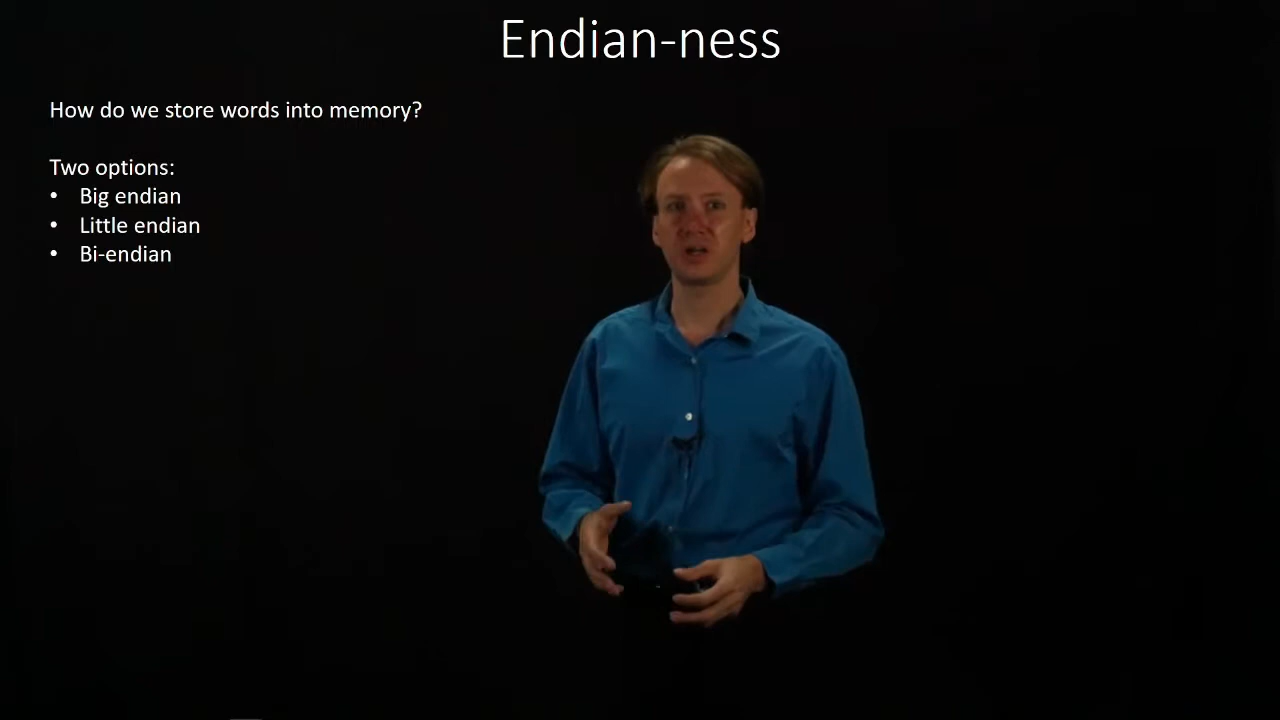 Endian-ness
How do we store words into memory?
Two options:
• Big endian
• Little endian
• Bi-endian